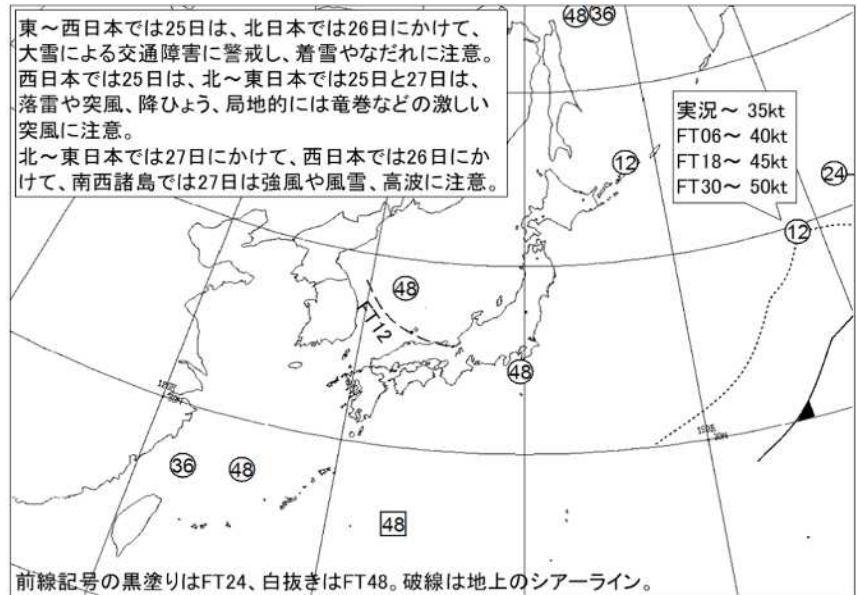 東～西日本では25日は、北日本では26日にかけて、
大雪による交通障害に警戒し、着雪やなだれに注意。
西日本では25日は、北～東日本では25日と27日は、
落雷や突風、降ひょう、局地的には竜巻などの激しい
突風に注意。
北～東日本では27日にかけて、西日本では26日にか
けて、南西諸島では27日は強風や風雪、高波に注意。
48 36
実況～ 35kt
FT06～ 40kt
FT18～ 45kt
FT30～ 50kt
12
24
12
48
FT12
48
36
48
48
前線記号の黒塗りはFT24、白抜きはFT48。破線は地上のシアーライン。